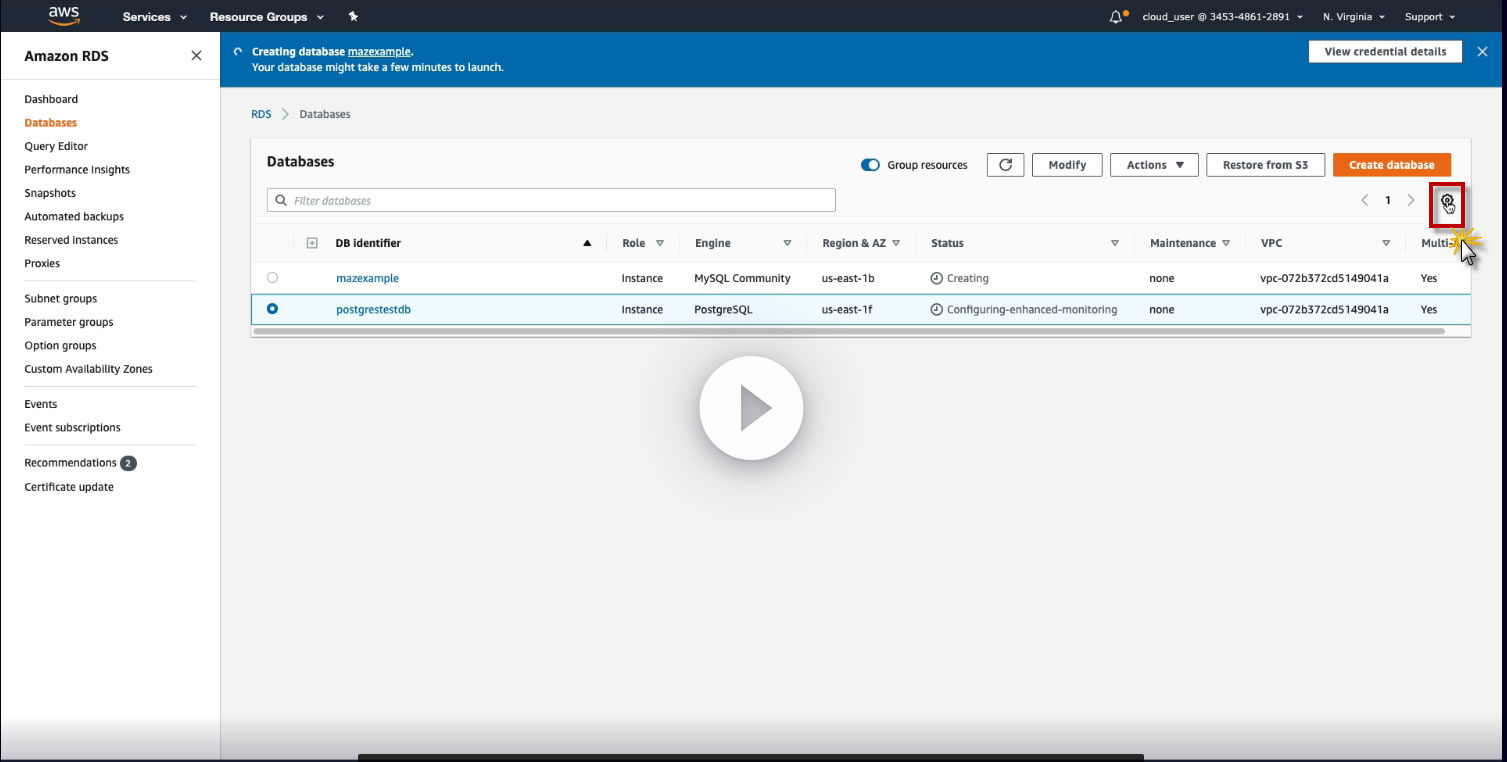 aws Services Resource Groups cloud_user @ 3453-4861-2891 N. Virginia Support
Amazon RDS
Dashboard
Databases
Query Editor
Performance Insights
Snapshots
Automated backups
Reserved instances
Proxies
Subnet groups
Parameter groups
Option groups
Custom Availability Zones
Events
Event subscriptions
Recommendations 2
Certificate update
Creating database mazexample.
Your database might take a few minutes to launch.
View credential details
RDS Databases
Databases
Group resources Modify Actions Restore from S3 Create database
Filter databases
1
DB identifier Role Engine Region & AZ Status Maintenance VPC Multi-
mazexample Instance MySQL Community us-east-1b Creating none vpc-072b372cd5149041a Yes
postgrestestdb Instance PostgreSQL us-east-1f Configuring-enhanced-monitoring none vpc-072b372cd5149041a Yes